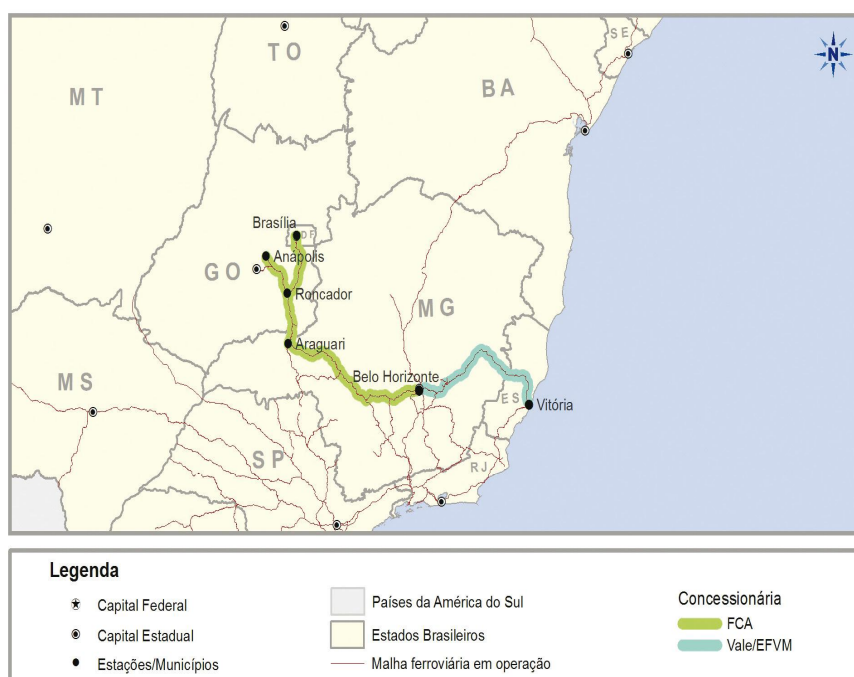 SE
TO
N
BA
MT
Brasília
DF
Anápolis
GO
Roncador
MG
Araguari
Belo Horizonte
MS
ES
Vitória
SP
RJ
Legenda
Capital Federal
Capital Estadual
Estações/Municípios
Países da América do Sul
Estados Brasileiros
Malha ferroviária em operação
Concessionária
FCA
Vale/EFVM